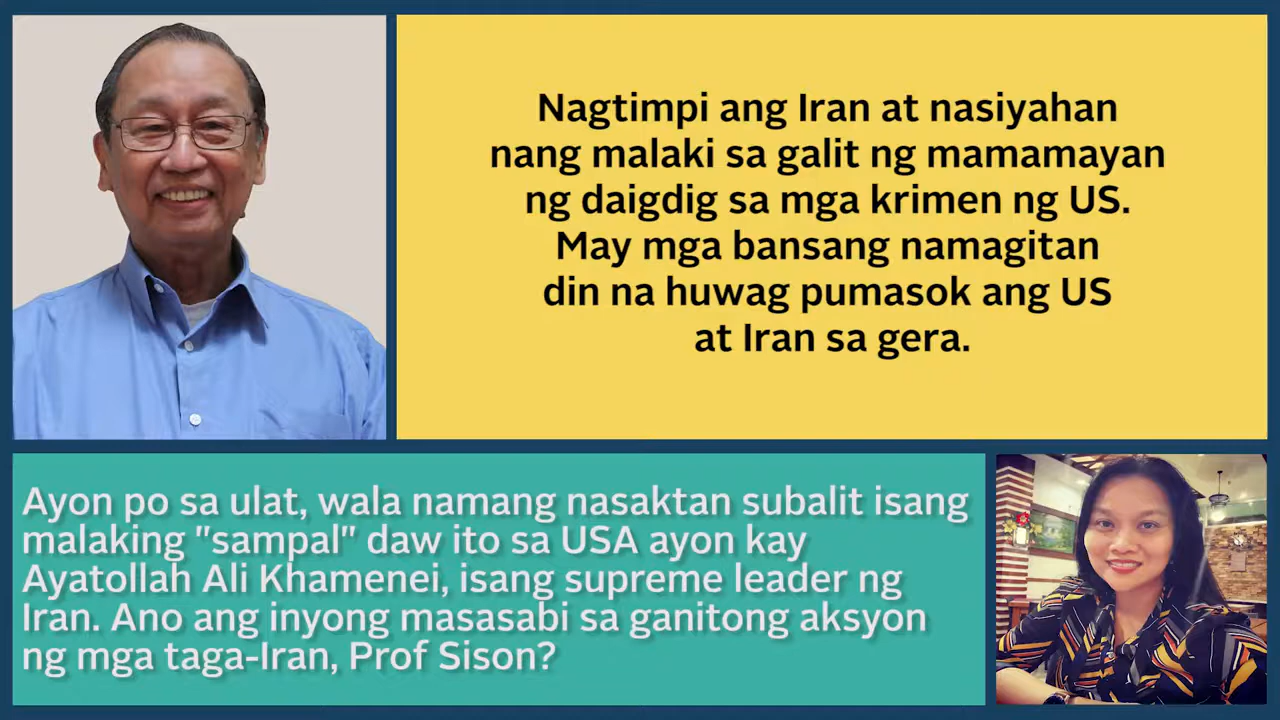 Nagtimpi ang Iran at nasiyahan
nang malaki sa galit ng mamamayan
ng daigdig sa mga krimen ng US.
May mga bansang namagitan
din na huwag pumasok ang US
at Iran sa gera.
Ayon po sa ulat, wala namang nasaktan subalit isang
malaking "sampal" daw ito sa USA ayon kay
Ayatollah Ali Khamenei, isang supreme leader ng
Iran. Ano ang inyong masasabi sa ganitong aksyon
ng mga taga-Iran, Prof Sison?